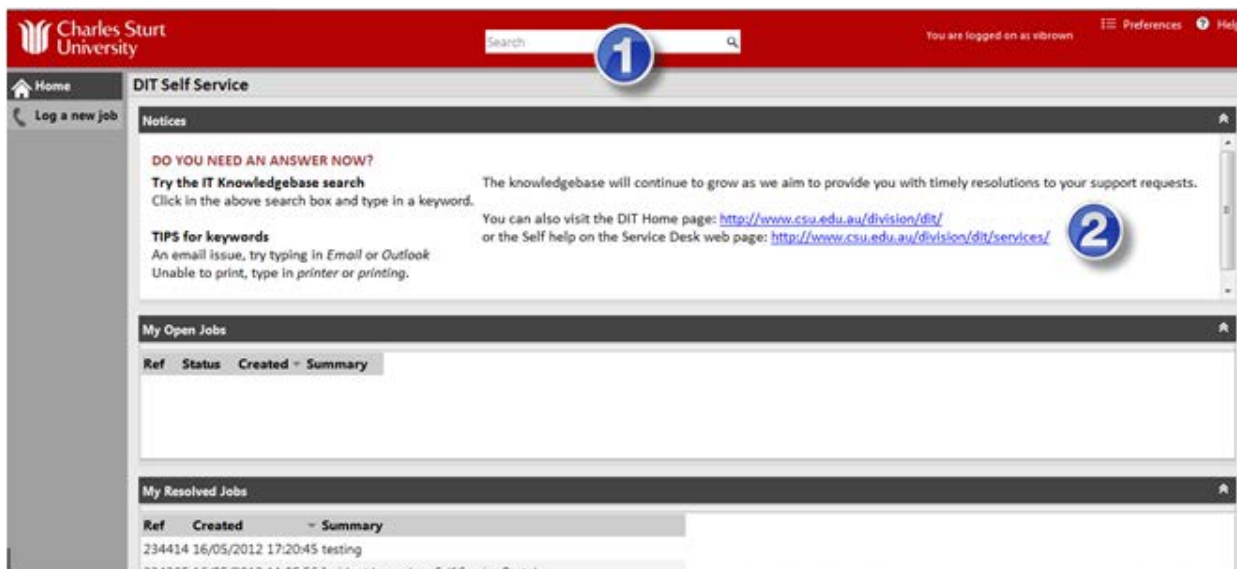 Charles Sturt
University
Search
1
You are logged on as vibrown
Preferences
Help
Home
DIT Self Service
Log a new job
Notices
DO YOU NEED AN ANSWER NOW?
Try the IT Knowledgebase search
Click in the above search box and type in a keyword.
TIPS for keywords
An email issue, try typing in Email or Outlook
Unable to print, type in printer or printing.
The knowledgebase will continue to grow as we aim to provide you with timely resolutions to your support requests.
You can also visit the DIT Home page: http://www.csu.edu.au/division/dit/
or the Self help on the Service Desk web page: http://www.csu.edu.au/division/dit/services/
2
My Open Jobs
Ref Status Created Summary
My Resolved Jobs
Ref Created Summary
234414 16/05/2012 17:20:45 testing